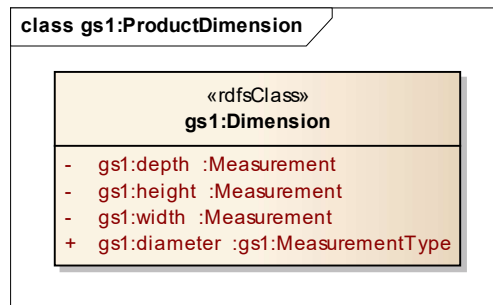 class gs1:ProductDimension
«rdfsClass»
gs1:Dimension
- gs1:depth :Measurement
- gs1:height :Measurement
- gs1:width :Measurement
+ gs1:diameter :gs1:MeasurementType